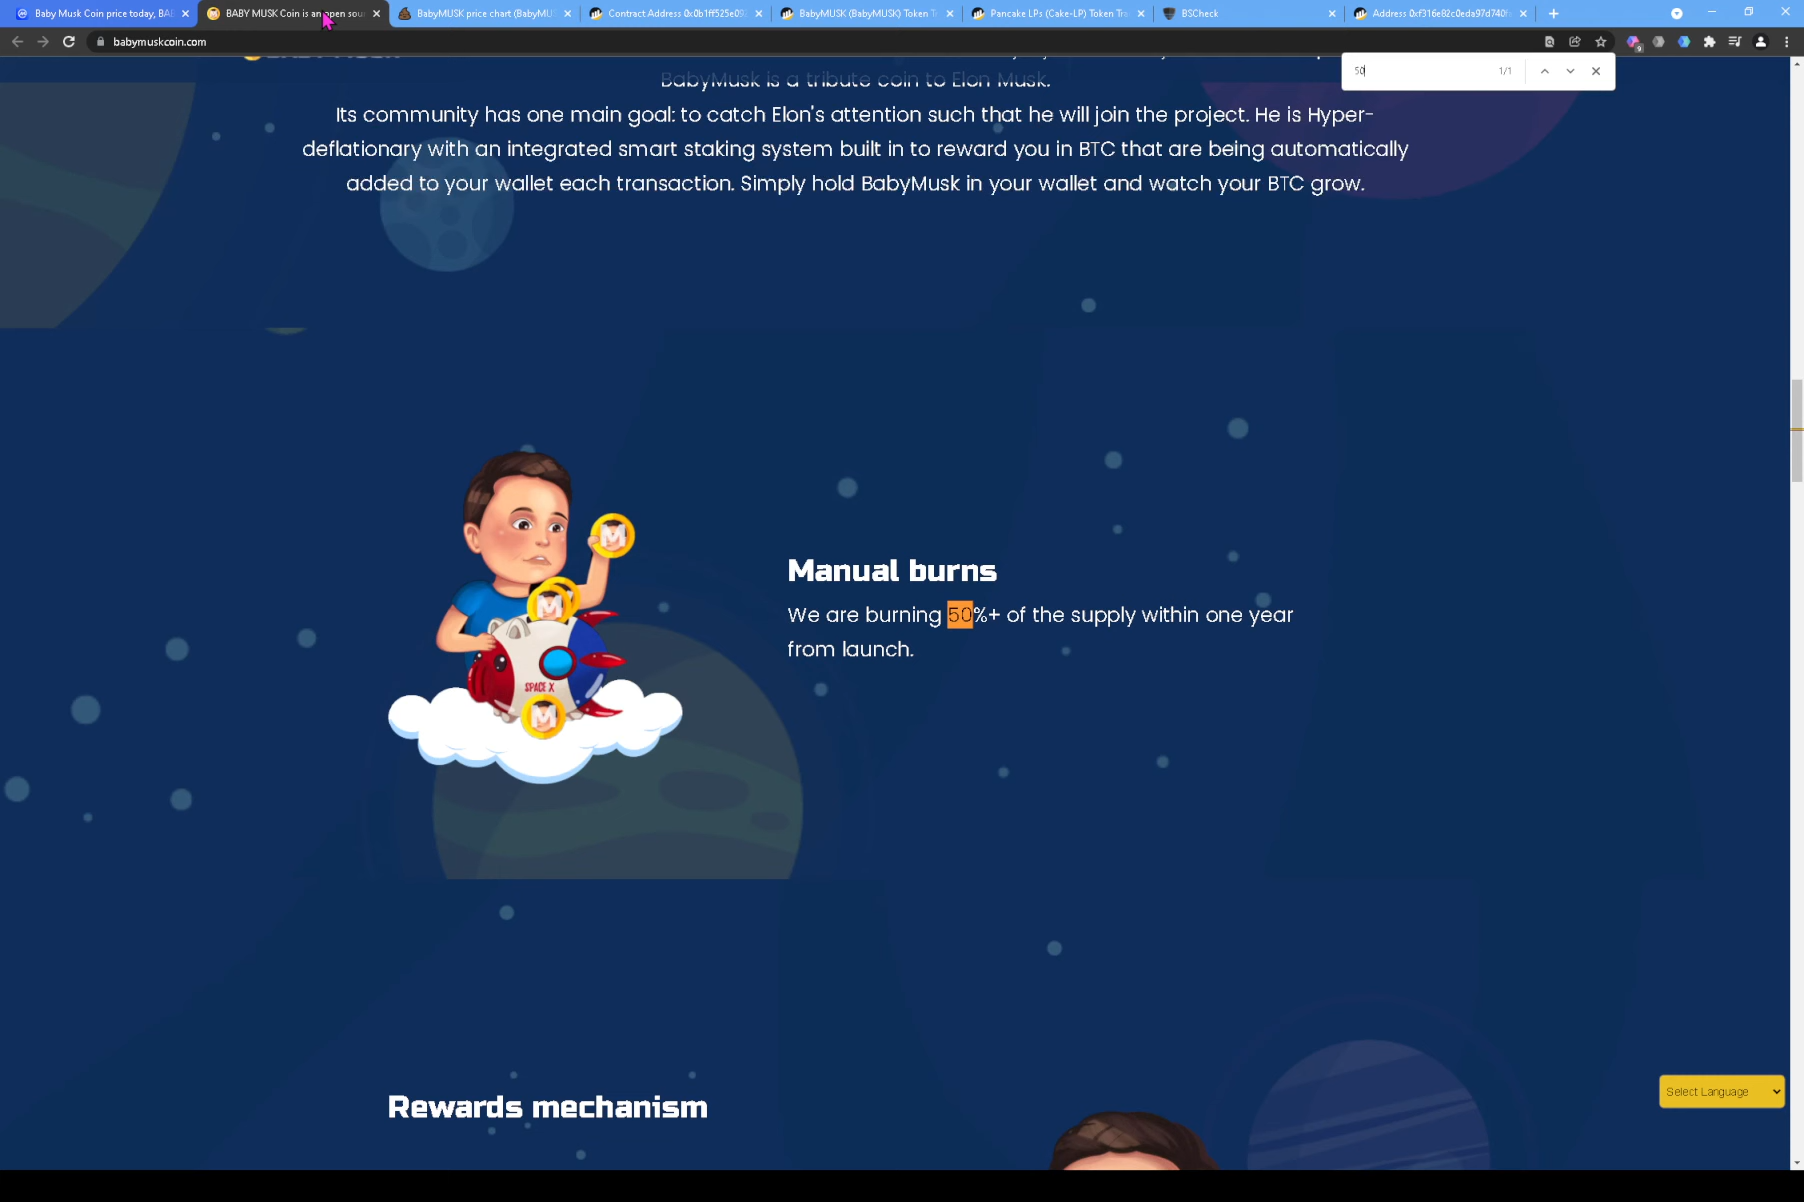 Baby Musk Coin price today, BAB
BABY MUSK Coin is an open sou
BabyMUSK price chart (BabyMU
Contract Address 0x0b1ff525e09
BabyMUSK (BabyMUSK) Token T
Pancake LPs (Cake-LP) Token Tra
BSCheck
Address 0xf316e82c0eda97d740f
babymuskcoin.com
9
50
1/1
BabyMusk is a tribute coin to Elon Musk.
Its community has one main goal: to catch Elon's attention such that he will join the project. He is Hyper-
deflationary with an integrated smart staking system built in to reward you in BTC that are being automatically
added to your wallet each transaction. Simply hold BabyMusk in your wallet and watch your BTC grow.
M
M
SPACE X
M
Manual burns
We are burning 50%+ of the supply within one year
from launch.
Rewards mechanism
Select Language